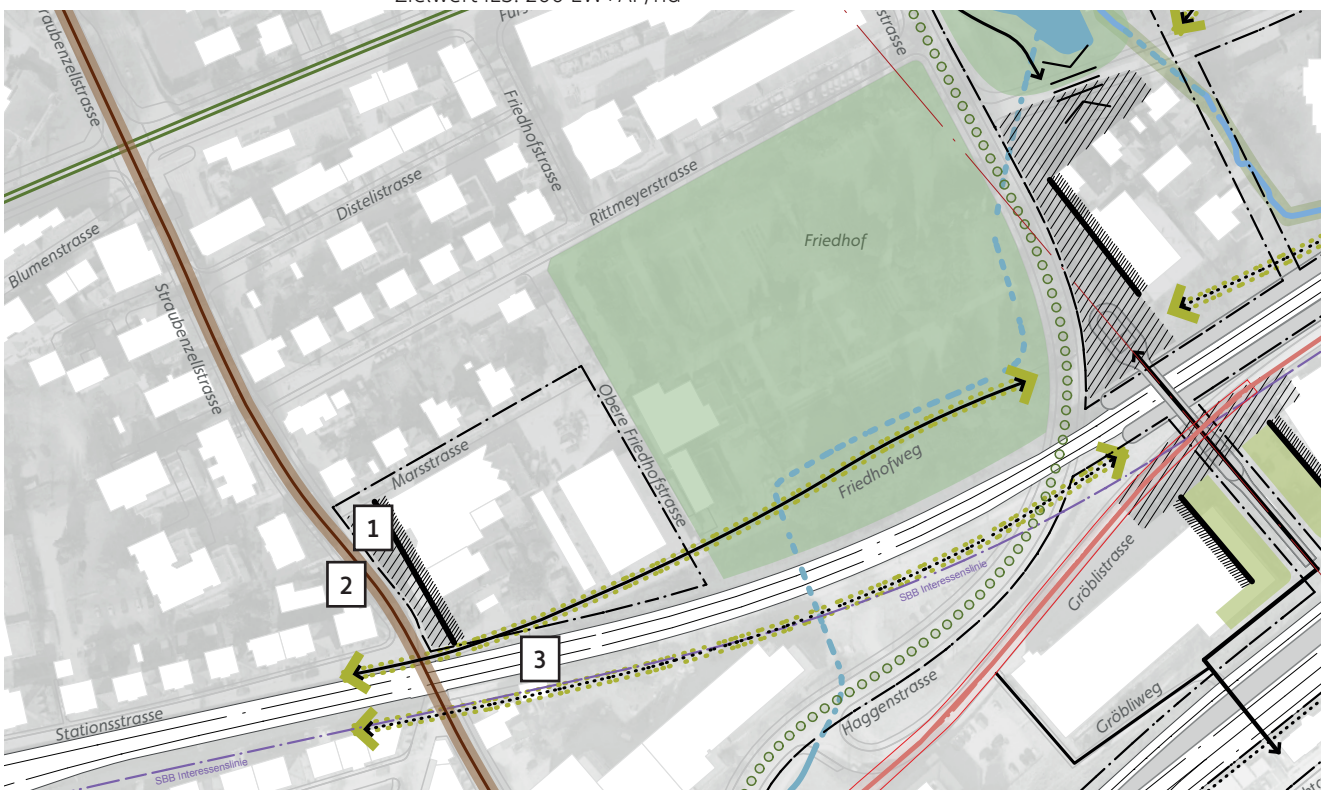 Straubenzellstrasse
Friedhofstrasse
Distelistrasse
Rittmeyerstrasse
Friedhof
Blumenstrasse
Straubenzellstrasse
Marsstrasse
Obere Friedhofstrasse
Friedhofweg
1
2
3
SBB Interessenslinie
Gröblistrasse
Haggenstrasse
Gröbliweg
Stationsstrasse
SBB Interessenslinie